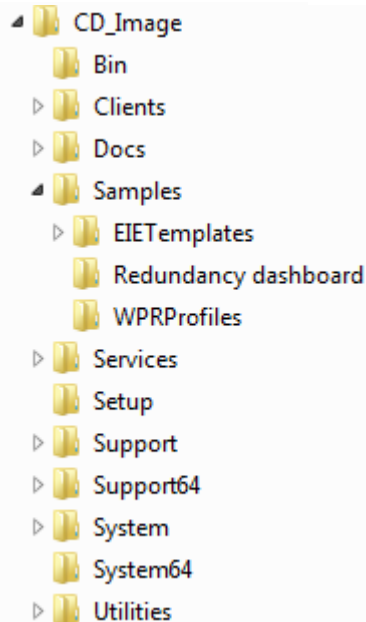 CD_Image
Bin
Clients
Docs
Samples
EIETemplates
Redundancy dashboard
WPRProfiles
Services
Setup
Support
Support64
System
System64
Utilities